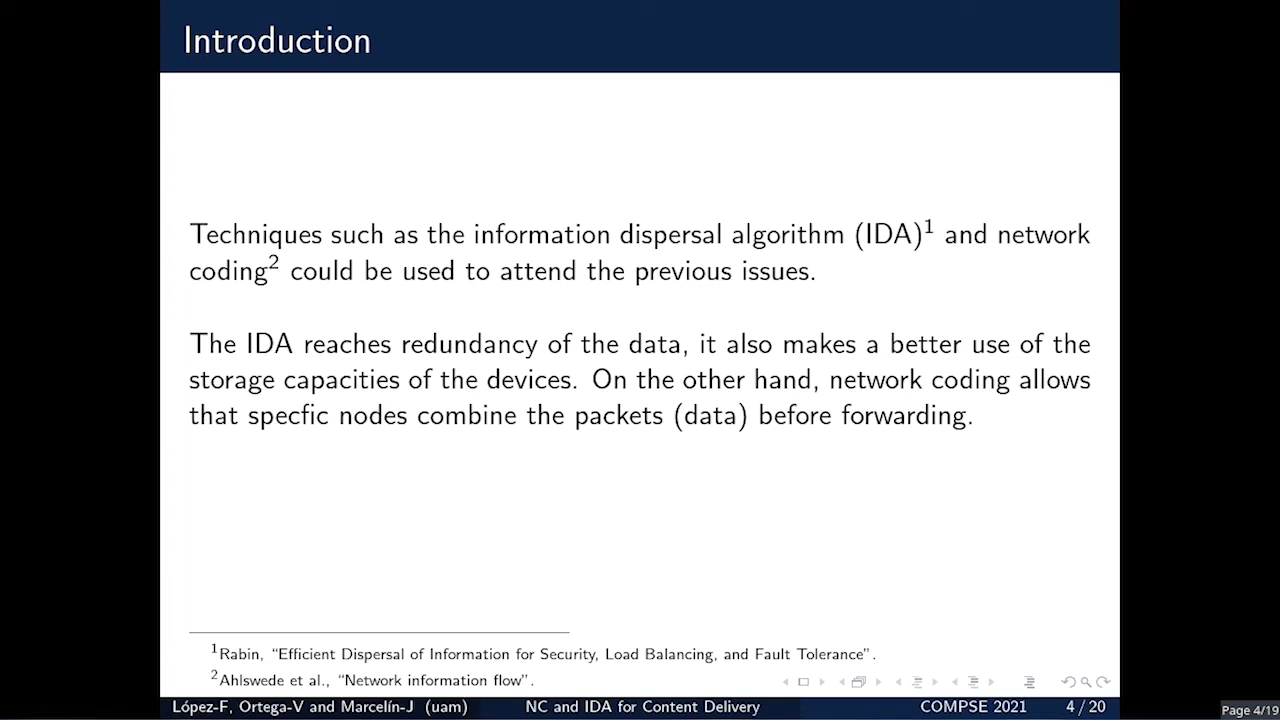 Introduction
Techniques such as the information dispersal algorithm (IDA)1 and network
coding2 could be used to attend the previous issues.
The IDA reaches redundancy of the data, it also makes a better use of the
storage capacities of the devices. On the other hand, network coding allows
that specfic nodes combine the packets (data) before forwarding.
1Rabin, “Efficient Dispersal of Information for Security, Load Balancing, and Fault Tolerance”.
2Ahlswede et al., “Network information flow”.
López-F, Ortega-V and Marcelín-J (uam) NC and IDA for Content Delivery COMPSE 2021 4 / 20
Page 4/19